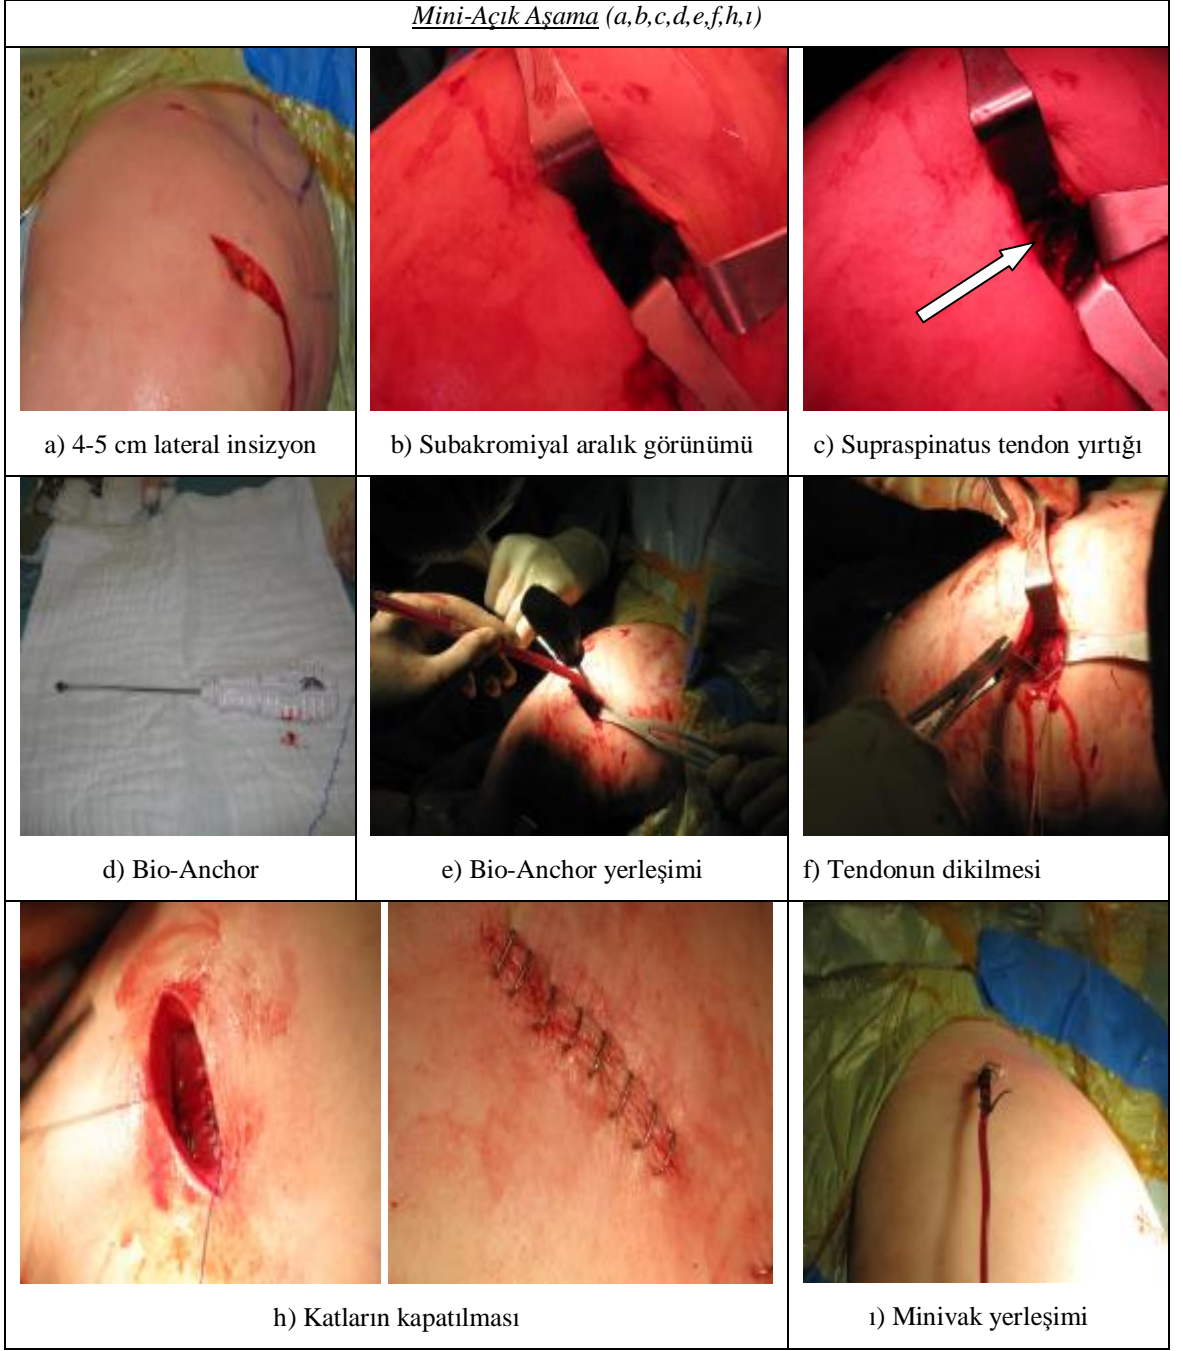 Mini-Açık Aşama (a,b,c,d,e,f,h,ı)
a) 4-5 cm lateral insizyon
b) Subakromiyal aralık görünümü
c) Supraspinatus tendon yırtığı
d) Bio-Anchor
e) Bio-Anchor yerleşimi
f) Tendonun dikilmesi
h) Katların kapatılması
ı) Minivak yerleşimi